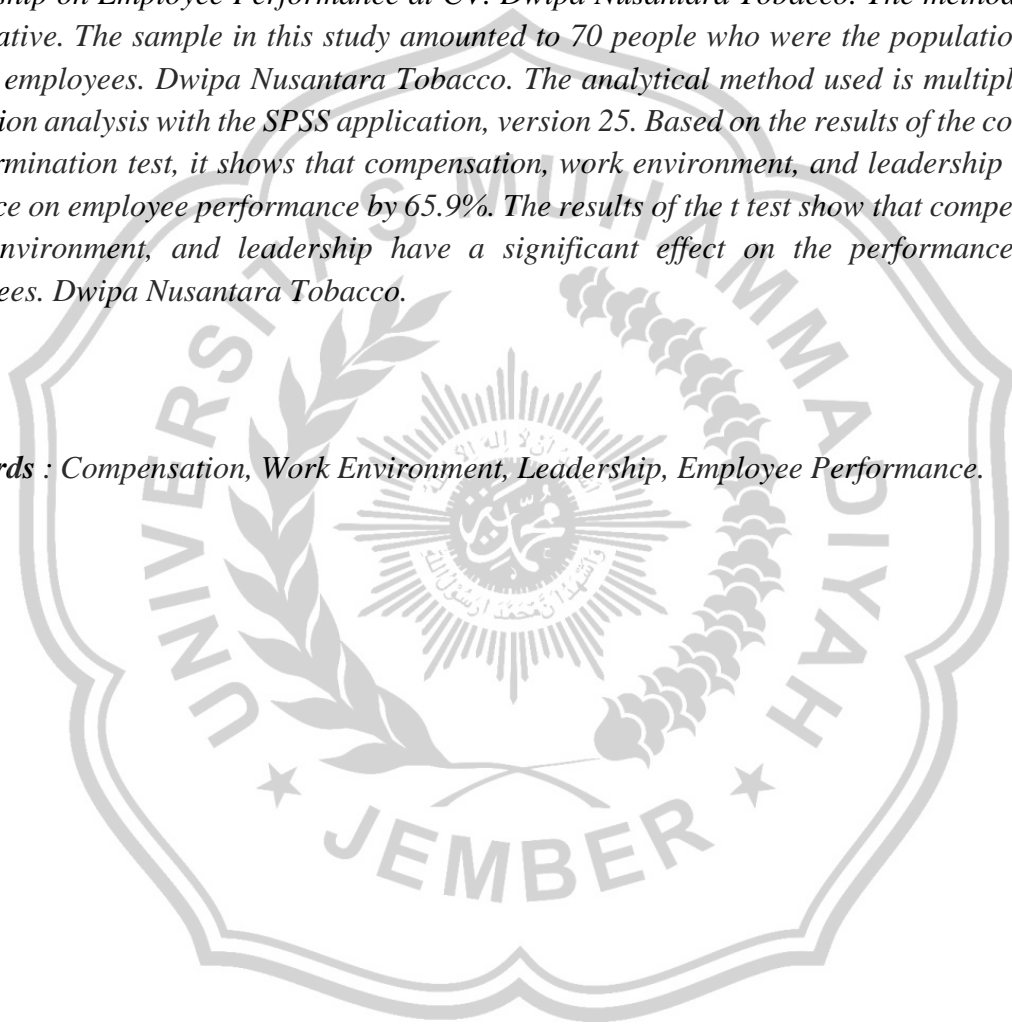 ship on Employee Performance at CV. Dwipa Nusantara Tobacco. The method
ative. The sample in this study amounted to 70 people who were the populatio
employees. Dwipa Nusantara Tobacco. The analytical method used is multipl
ion analysis with the SPSS application, version 25. Based on the results of the co
rmination test, it shows that compensation, work environment, and leadership
ce on employee performance by 65.9%. The results of the t test show that compe
nvironment, and leadership have a significant effect on the performance
ees. Dwipa Nusantara Tobacco.
rds : Compensation, Work Environment, Leadership, Employee Performance.
UNIVERSITAS MUHAMMADIYAH
JEMBER